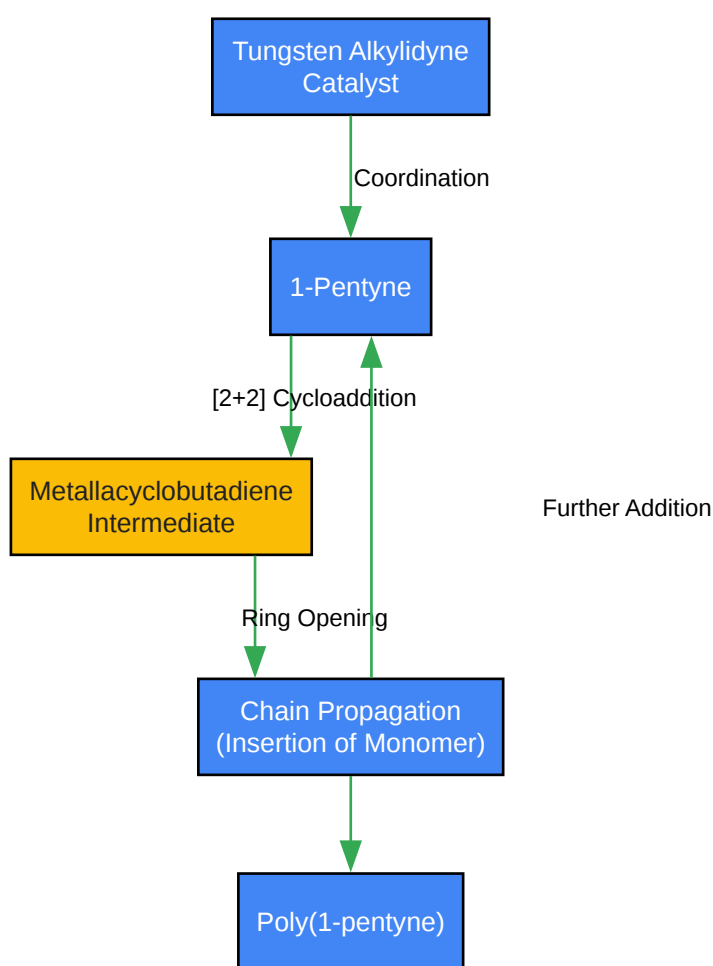 Tungsten Alkylidyne
Catalyst
Coordination
1-Pentyne
[2+2] Cycloaddition
Metallacyclobutadiene
Intermediate
Further Addition
Ring Opening
Chain Propagation
(Insertion of Monomer)
Poly(1-pentyne)